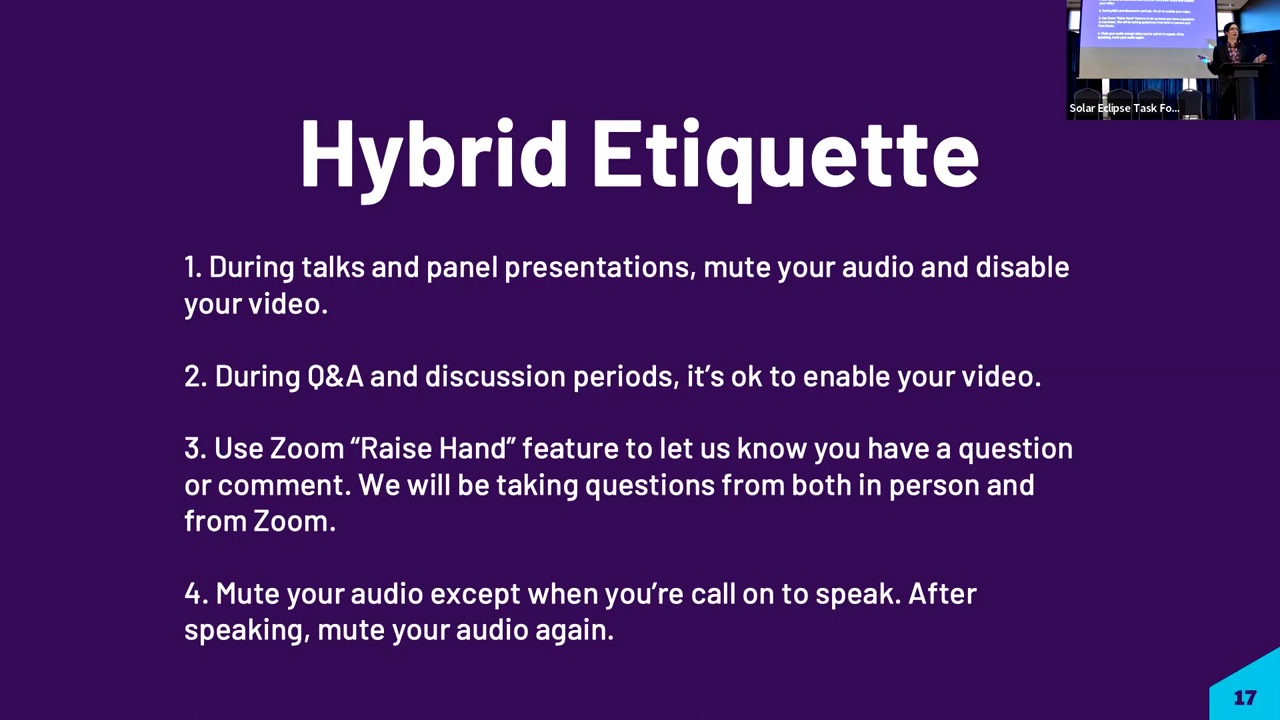 Solar Eclipse Task Fo...
Hybrid Etiquette
1. During talks and panel presentations, mute your audio and disable
your video.
2. During Q&A and discussion periods, it’s ok to enable your video.
3. Use Zoom “Raise Hand” feature to let us know you have a question
or comment. We will be taking questions from both in person and
from Zoom.
4. Mute your audio except when you’re call on to speak. After
speaking, mute your audio again.
17